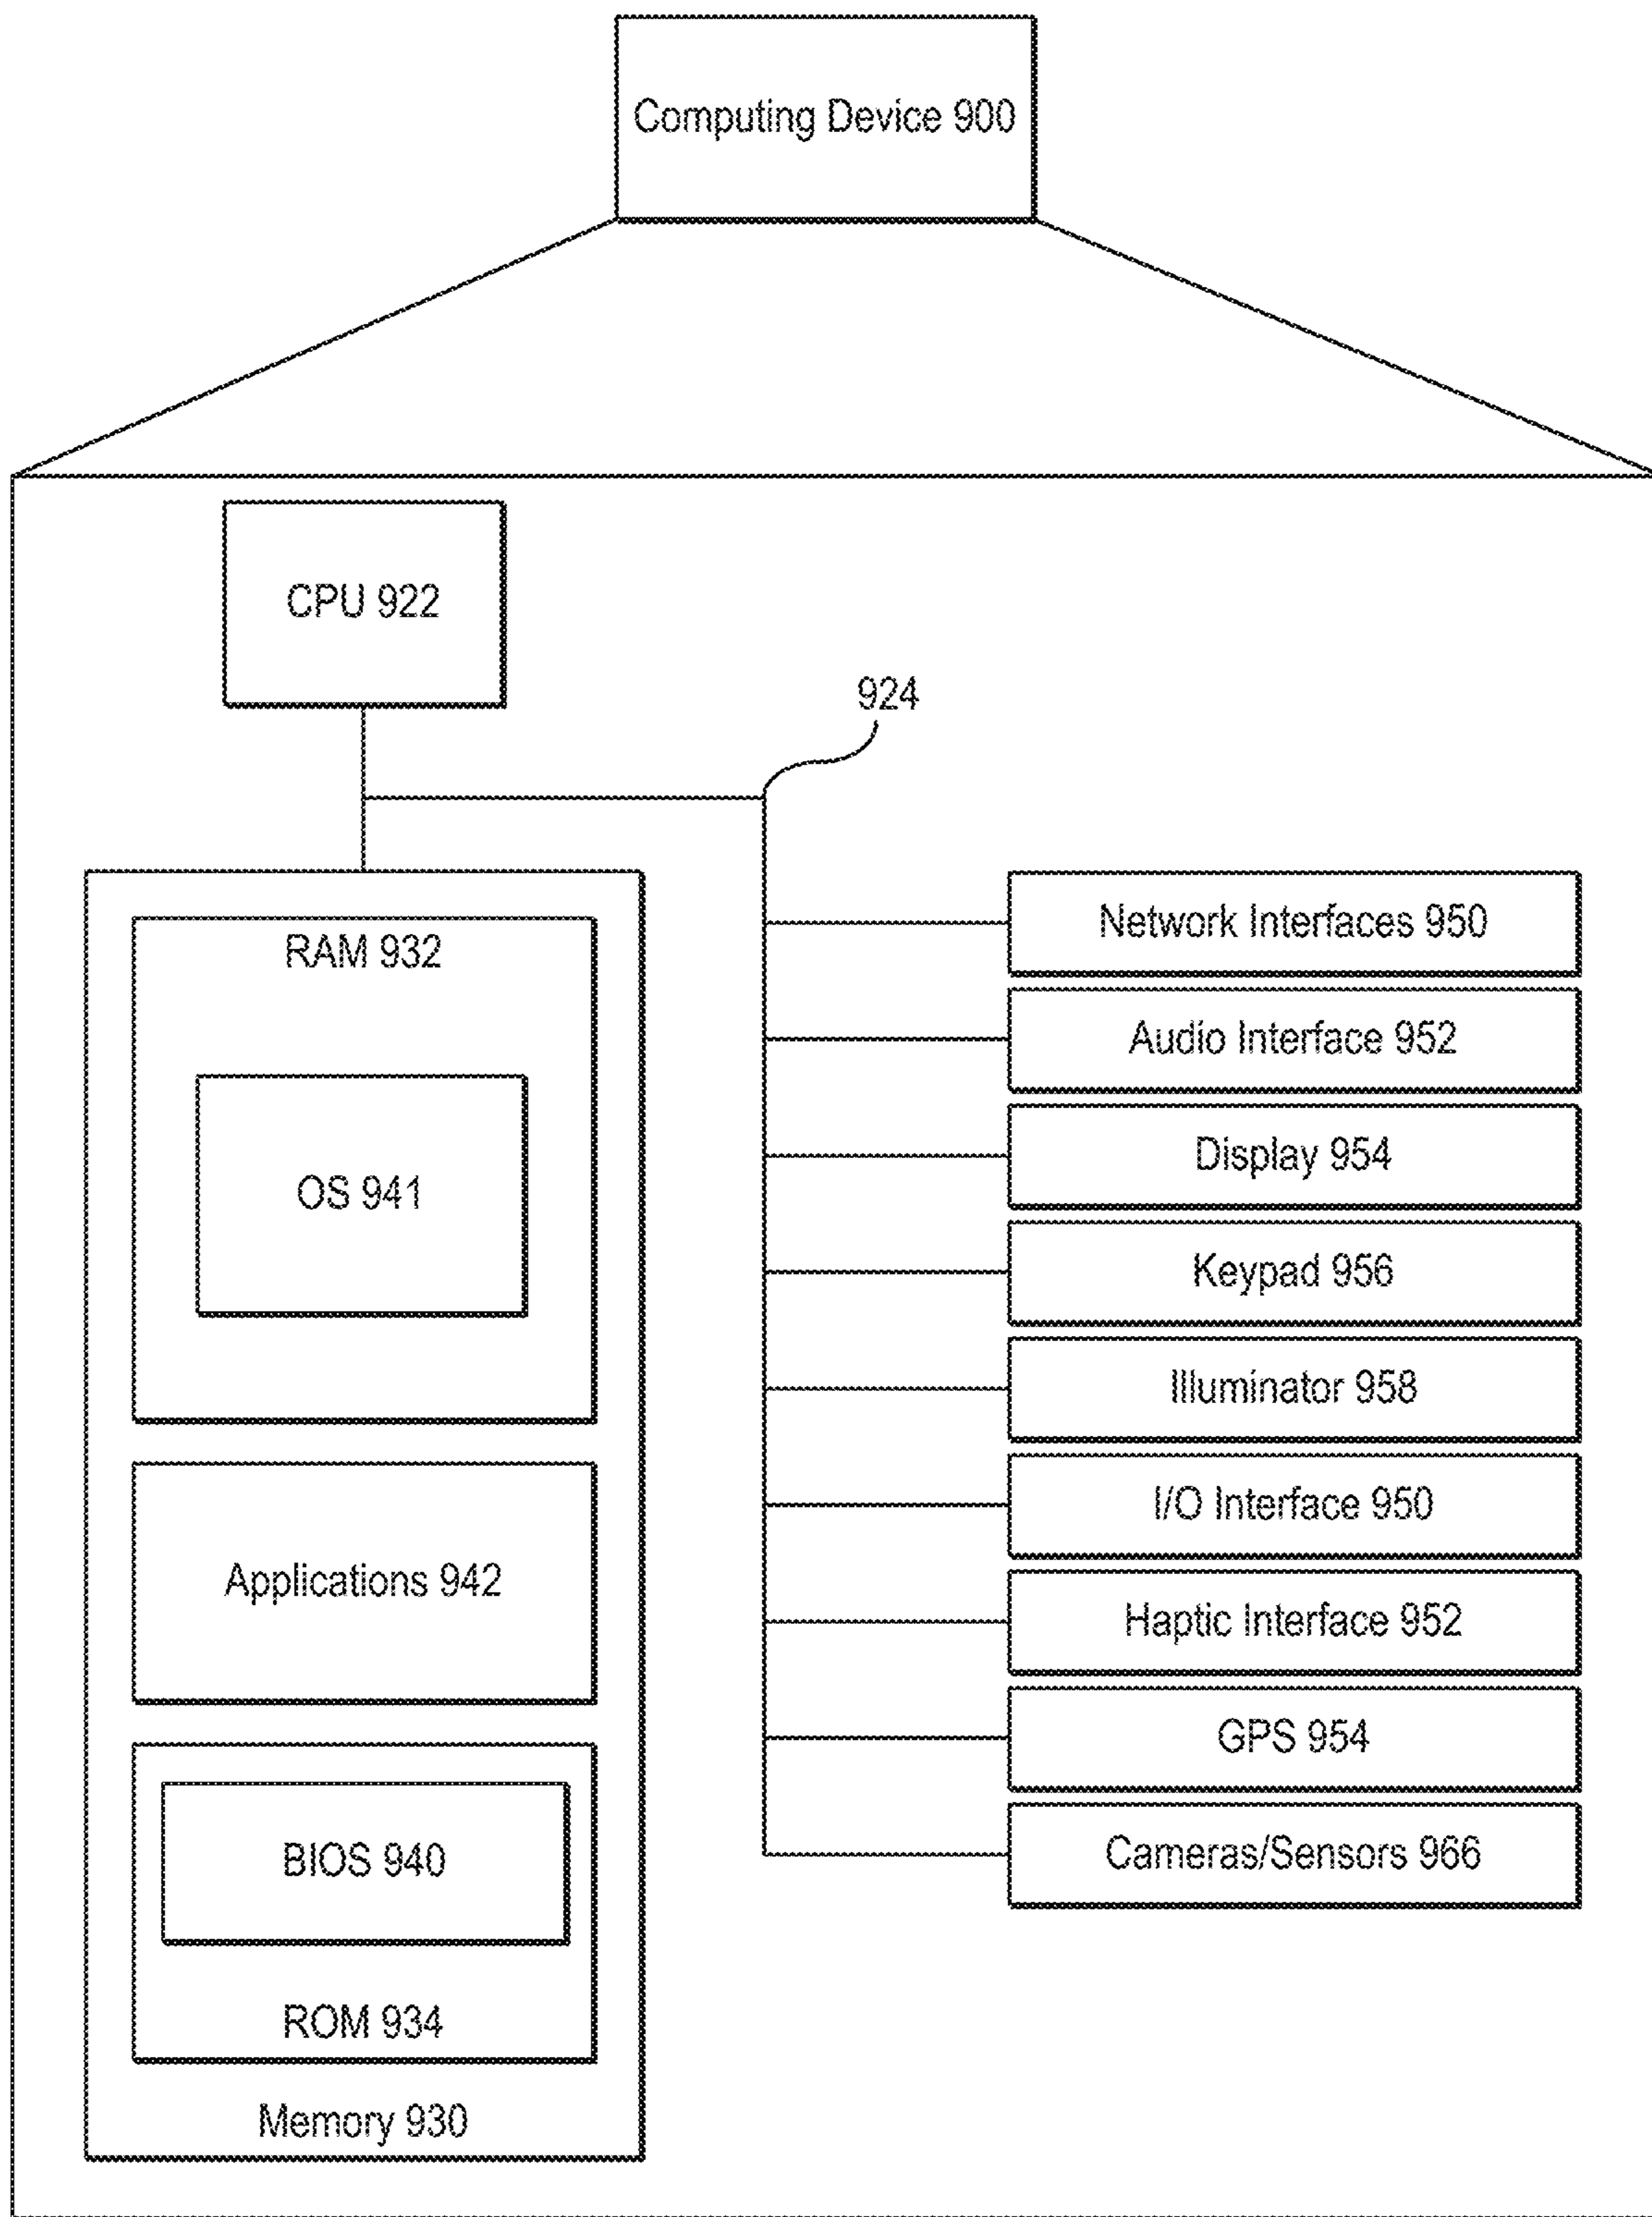 Computing Device 900
CPU 922
924
RAM 932
OS 941
Applications 942
BIOS 940
ROM 934
Memory 930
Network Interfaces 950
Audio Interface 952
Display 954
Keypad 956
Illuminator 958
I/O Interface 950
Haptic Interface 952
GPS 954
Cameras/Sensors 966